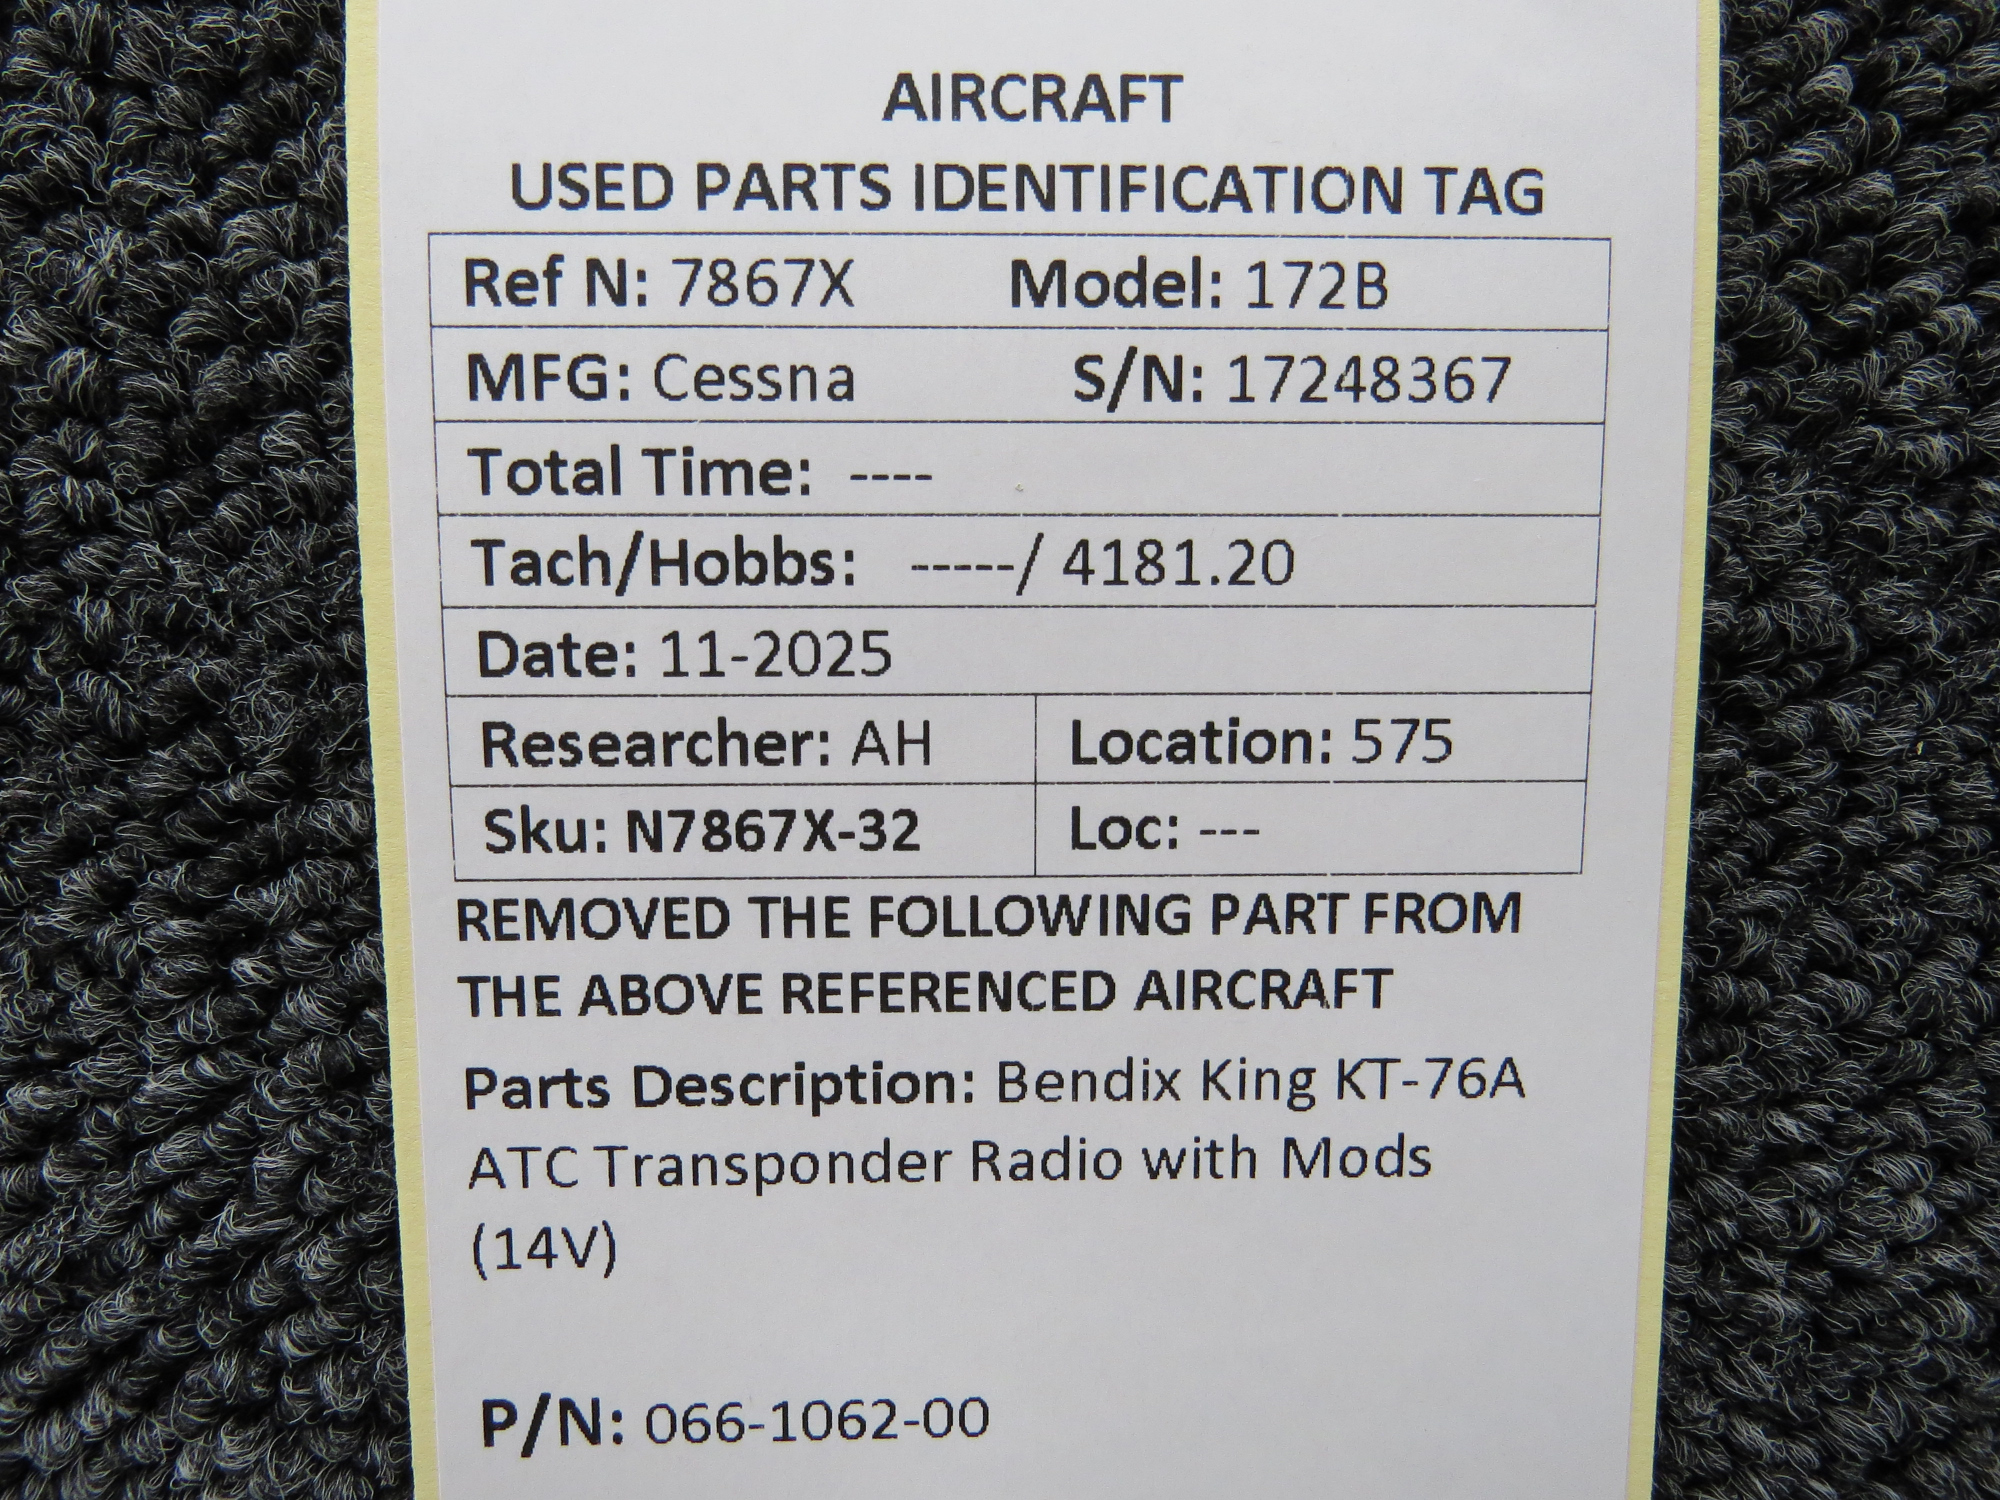 AIRCRAFT
USED PARTS IDENTIFICATION TAG
Ref N: 7867X Model: 172B
MFG: Cessna S/N: 17248367
Total Time: ----
Tach/Hobbs: -----/ 4181.20
Date: 11-2025
Researcher: AH Location: 575
Sku: N7867X-32 Loc: ---
REMOVED THE FOLLOWING PART FROM
THE ABOVE REFERENCED AIRCRAFT
Parts Description: Bendix King KT-76A
ATC Transponder Radio with Mods
(14V)
P/N: 066-1062-00